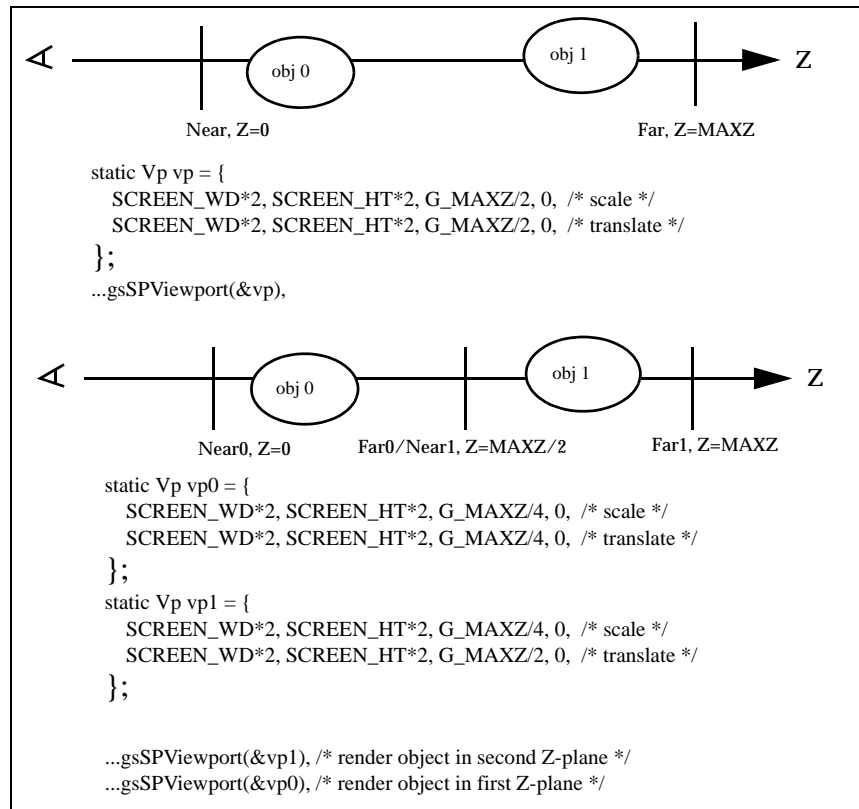 obj 0
obj 1
Z
Near, Z=0
Far, Z=MAXZ
static Vp vp = {
SCREEN_WD*2, SCREEN_HT*2, G_MAXZ/2, 0, /* scale */
SCREEN_WD*2, SCREEN_HT*2, G_MAXZ/2, 0, /* translate */
};
...gsSPViewport(&vp),
obj 0
obj 1
Z
Near0, Z=0
Far0/Near1, Z=MAXZ/2
Far1, Z=MAXZ
static Vp vp0 = {
SCREEN_WD*2, SCREEN_HT*2, G_MAXZ/4, 0, /* scale */
SCREEN_WD*2, SCREEN_HT*2, G_MAXZ/4, 0, /* translate */
};
static Vp vp1 = {
SCREEN_WD*2, SCREEN_HT*2, G_MAXZ/4, 0, /* scale */
SCREEN_WD*2, SCREEN_HT*2, G_MAXZ/2, 0, /* translate */
};
...gsSPViewport(&vp1), /* render object in second Z-plane */
...gsSPViewport(&vp0), /* render object in first Z-plane */